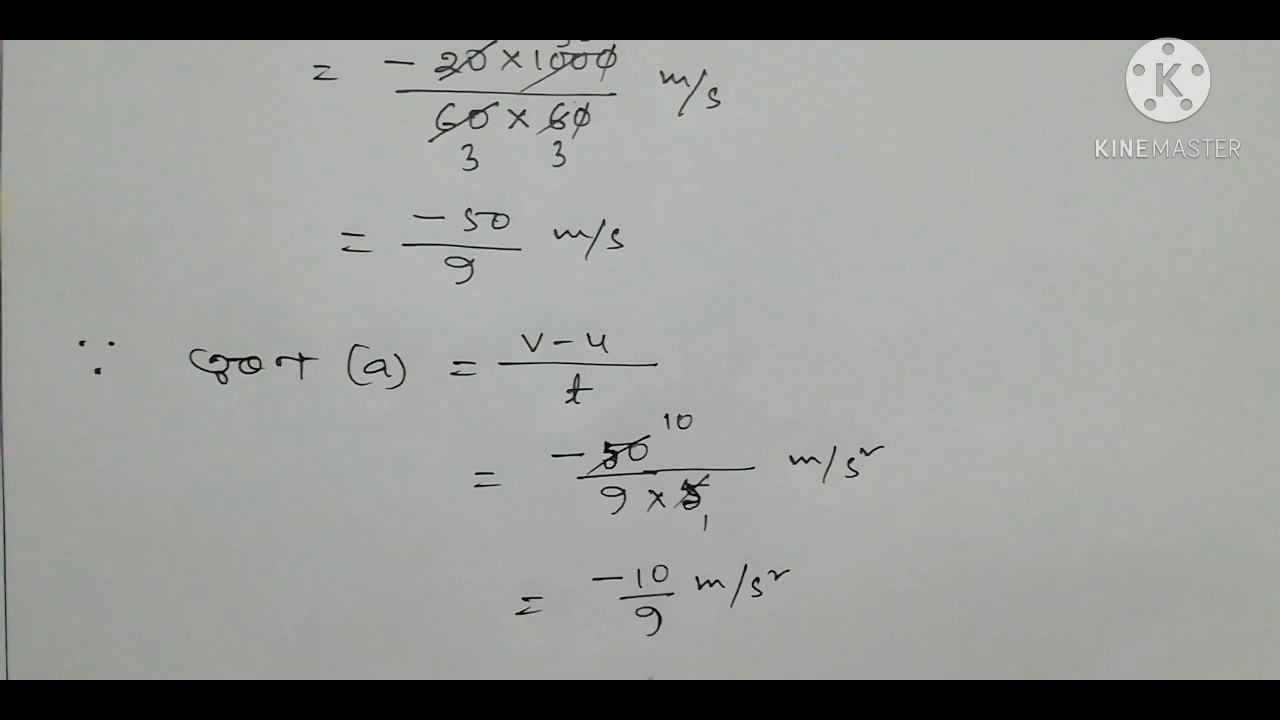 = - 20 × 1000 / 60 × 60 m/s
3 3
= - 50 / 9 m/s
∵ ত্বরণ (a) = v - u / t
= - 50 10 / 9 × 5 1 m/s²
= - 10 / 9 m/s²
K
KINEMASTER